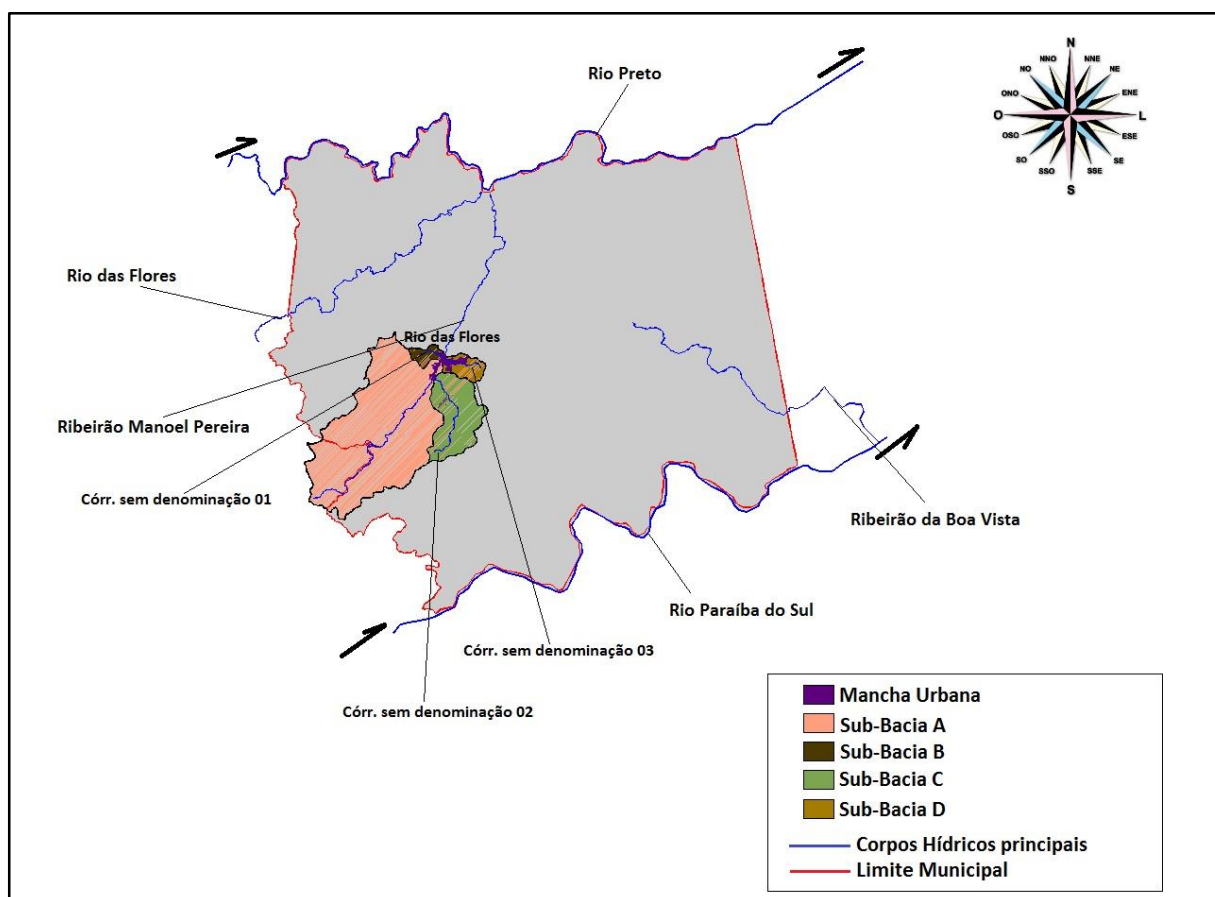 Rio Preto
N
NNO
NNE
NO
NE
ONO
ENE
O
L
OSO
ESE
SO
SE
SSO
SSE
S
Rio das Flores
Rio das Flores
Ribeirão Manoel Pereira
Córr. sem denominação 01
Ribeirão da Boa Vista
Rio Paraíba do Sul
Córr. sem denominação 03
Córr. sem denominação 02
Mancha Urbana
Sub-Bacia A
Sub-Bacia B
Sub-Bacia C
Sub-Bacia D
Corpos Hídricos principais
Limite Municipal